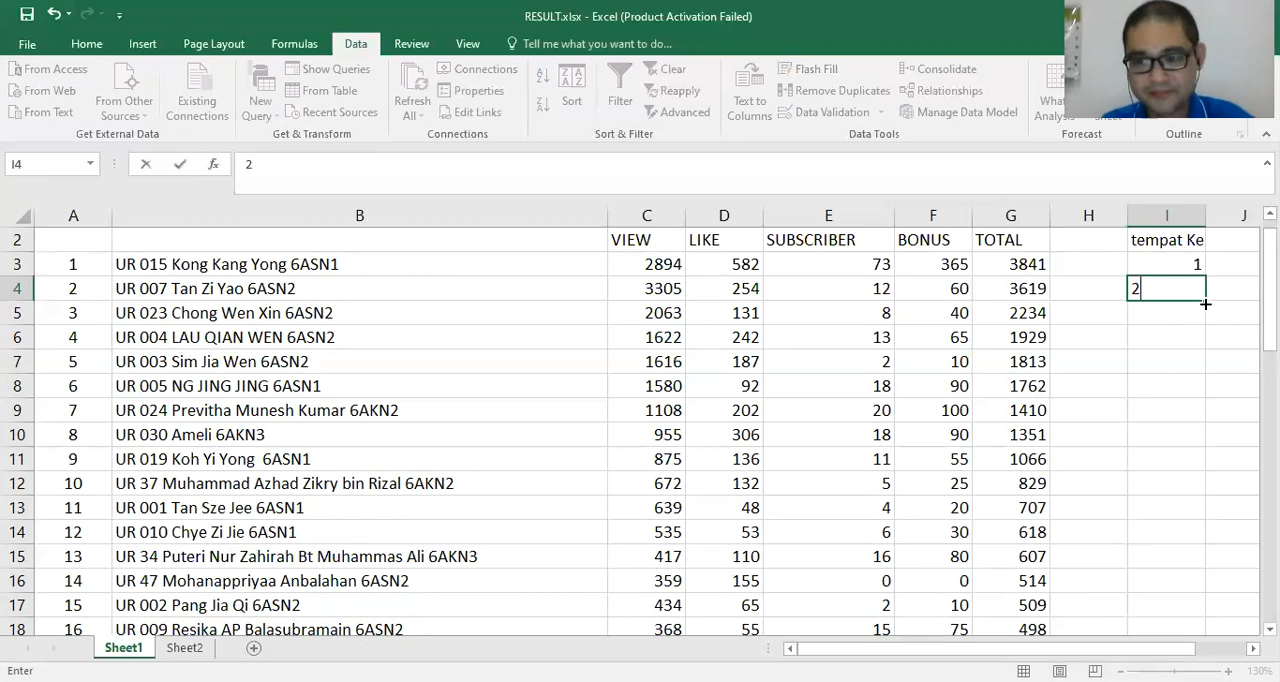 RESULT.xlsx - Excel (Product Activation Failed)
File Home Insert Page Layout Formulas Data Review View Tell me what you want to do...
From Access
From Web
From Text
From Other Sources
Existing Connections
Get External Data
New Query
Show Queries
From Table
Recent Sources
Get & Transform
Refresh All
Connections
Properties
Edit Links
Connections
Sort
Filter
Clear
Reapply
Advanced
Sort & Filter
Text to Columns
Flash Fill
Remove Duplicates
Data Validation
Consolidate
Relationships
Manage Data Model
Data Tools
Forecast
Outline
I4 fx 2
A B C D E F G H I J
2 VIEW LIKE SUBSCRIBER BONUS TOTAL tempat Ke
3 1 UR 015 Kong Kang Yong 6ASN1 2894 582 73 365 3841 1
4 2 UR 007 Tan Zi Yao 6ASN2 3305 254 12 60 3619 2
5 3 UR 023 Chong Wen Xin 6ASN2 2063 131 8 40 2234
6 4 UR 004 LAU QIAN WEN 6ASN2 1622 242 13 65 1929
7 5 UR 003 Sim Jia Wen 6ASN2 1616 187 2 10 1813
8 6 UR 005 NG JING JING 6ASN1 1580 92 18 90 1762
9 7 UR 024 Previtha Munesh Kumar 6AKN2 1108 202 20 100 1410
10 8 UR 030 Ameli 6AKN3 955 306 18 90 1351
11 9 UR 019 Koh Yi Yong 6ASN1 875 136 11 55 1066
12 10 UR 37 Muhammad Azhad Zikry bin Rizal 6AKN2 672 132 5 25 829
13 11 UR 001 Tan Sze Jee 6ASN1 639 48 4 20 707
14 12 UR 010 Chye Zi Jie 6ASN1 535 53 6 30 618
15 13 UR 34 Puteri Nur Zahirah Bt Muhammas Ali 6AKN3 417 110 16 80 607
16 14 UR 47 Mohanappriyaa Anbalahan 6ASN2 359 155 0 0 514
17 15 UR 002 Pang Jia Qi 6ASN2 434 65 2 10 509
18 16 UR 009 Resika AP Balasubramain 6ASN2 368 55 15 75 498
Sheet1 Sheet2
Enter 130%